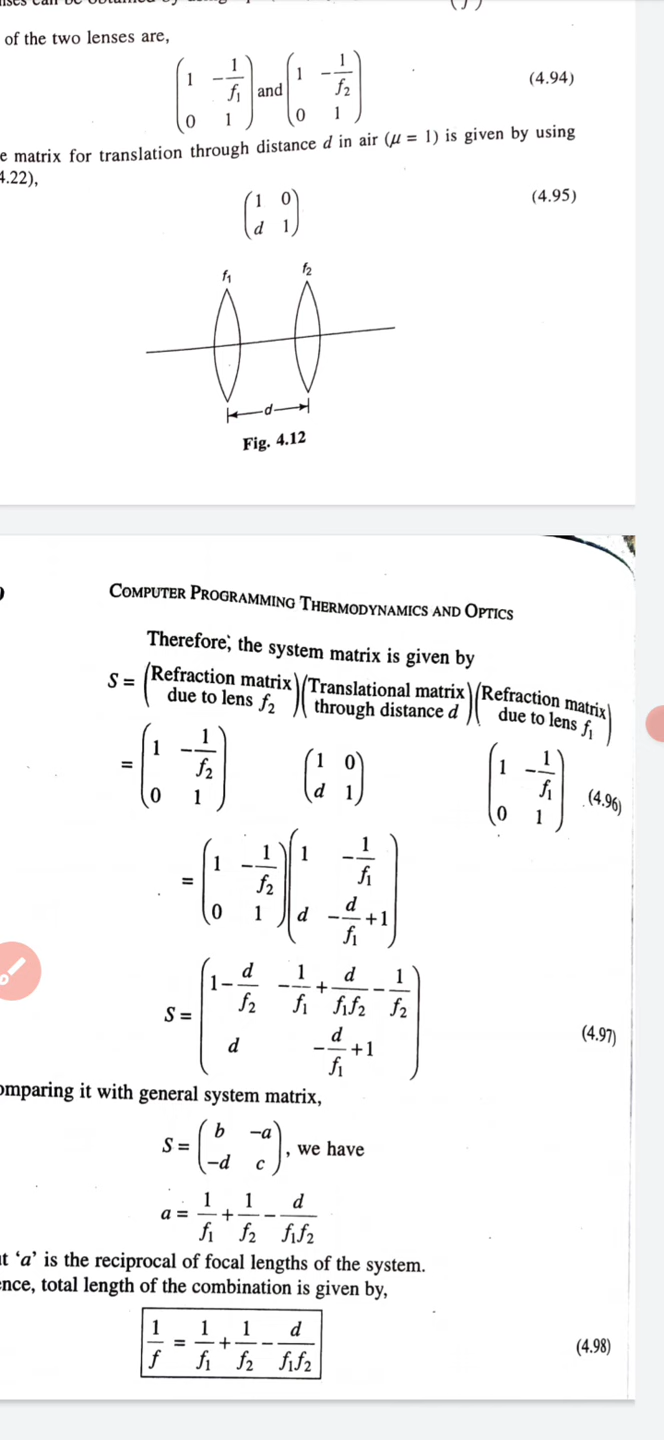 of the two lenses are,
(1 -1/f₁; 0 1) and (1 -1/f₂; 0 1) (4.94)
e matrix for translation through distance d in air (μ = 1) is given by using
4.22),
(1 0; d 1) (4.95)
f₁ f₂
d
Fig. 4.12
COMPUTER PROGRAMMING THERMODYNAMICS AND OPTICS
Therefore, the system matrix is given by
S = (Refraction matrix due to lens f₂)(Translational matrix through distance d)(Refraction matrix due to lens f₁)
= (1 -1/f₂; 0 1) (1 0; d 1) (1 -1/f₁; 0 1) (4.96)
= (1 -1/f₂; 0 1)(1 -1/f₁; d -d/f₁+1)
S = (1-d/f₂ -1/f₁+d/f₁f₂-1/f₂; d -d/f₁+1) (4.97)
omparing it with general system matrix,
S = (b -a; -d c), we have
a = 1/f₁+1/f₂-d/f₁f₂
t 'a' is the reciprocal of focal lengths of the system.
nce, total length of the combination is given by,
1/f = 1/f₁+1/f₂-d/f₁f₂ (4.98)